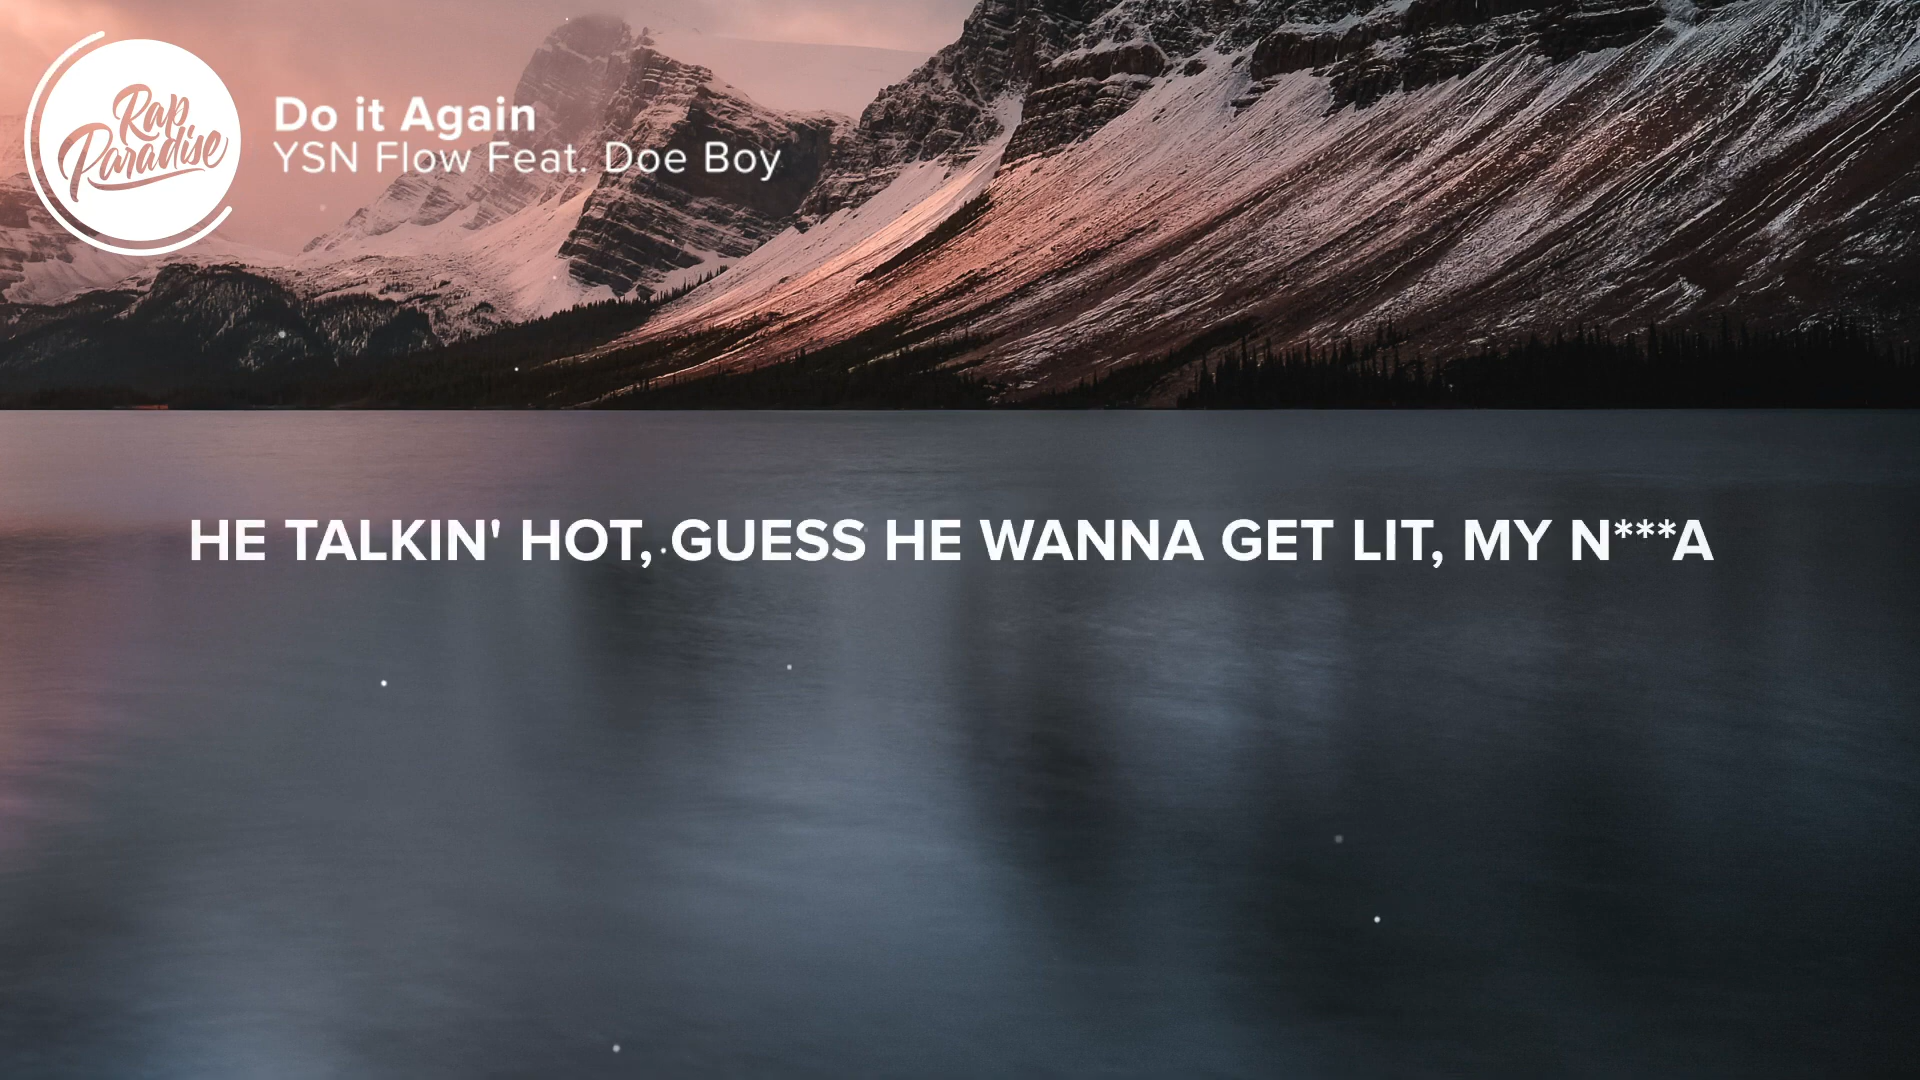 Rap
Paradise
Do it Again
YSN Flow Feat. Doe Boy
HE TALKIN' HOT, GUESS HE WANNA GET LIT, MY N***A